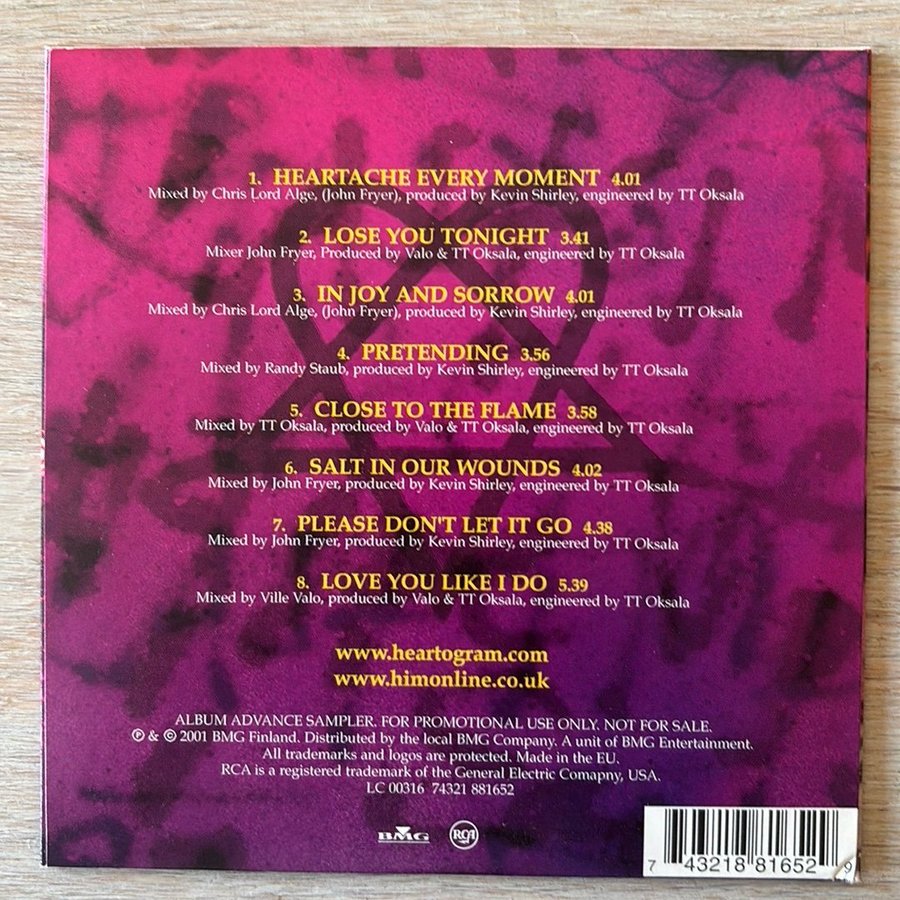 1. HEARTACHE EVERY MOMENT 4.01
Mixed by Chris Lord Alge, (John Fryer), produced by Kevin Shirley, engineered by TT Oksala
2. LOSE YOU TONIGHT 3.41
Mixer John Fryer, Produced by Valo & TT Oksala, engineered by TT Oksala
3. IN JOY AND SORROW 4.01
Mixed by Chris Lord Alge, (John Fryer), produced by Kevin Shirley, engineered by TT Oksala
4. PRETENDING 3.56
Mixed by Randy Staub, produced by Kevin Shirley, engineered by TT Oksala
5. CLOSE TO THE FLAME 3.58
Mixed by TT Oksala, produced by Valo & TT Oksala, engineered by TT Oksala
6. SALT IN OUR WOUNDS 4.02
Mixed by John Fryer, produced by Kevin Shirley, engineered by TT Oksala
7. PLEASE DON'T LET IT GO 4.38
Mixed by John Fryer, produced by Kevin Shirley, engineered by TT Oksala
8. LOVE YOU LIKE I DO 5.39
Mixed by Ville Valo, produced by Valo & TT Oksala, engineered by TT Oksala
www.heartogram.com
www.himonline.co.uk
ALBUM ADVANCE SAMPLER. FOR PROMOTIONAL USE ONLY. NOT FOR SALE.
℗ & © 2001 BMG Finland. Distributed by the local BMG Company. A unit of BMG Entertainment.
All trademarks and logos are protected. Made in the EU.
RCA is a registered trademark of the General Electric Comapny, USA.
LC 00316 74321 881652
BMG RCA
7 43218 81652 9